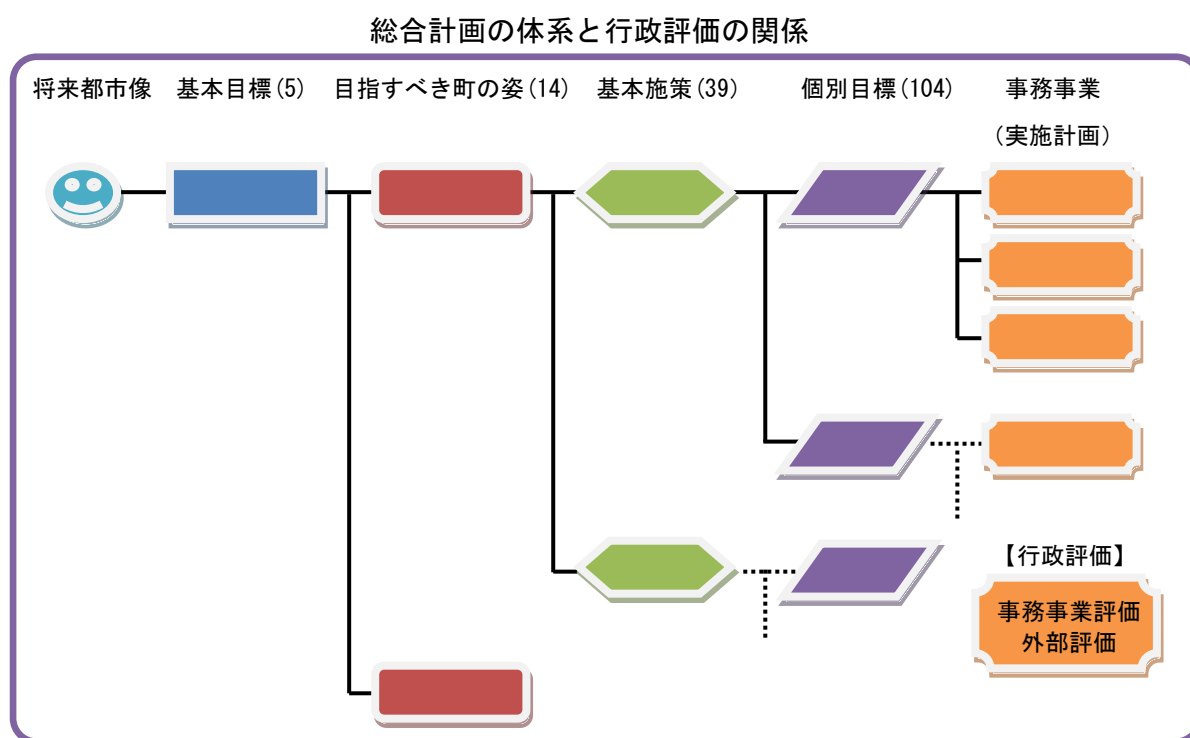 総合計画の体系と行政評価の関係
将来都市像 基本目標(5) 目指すべき町の姿(14) 基本施策(39) 個別目標(104) 事務事業
(実施計画)
【行政評価】
事務事業評価
外部評価